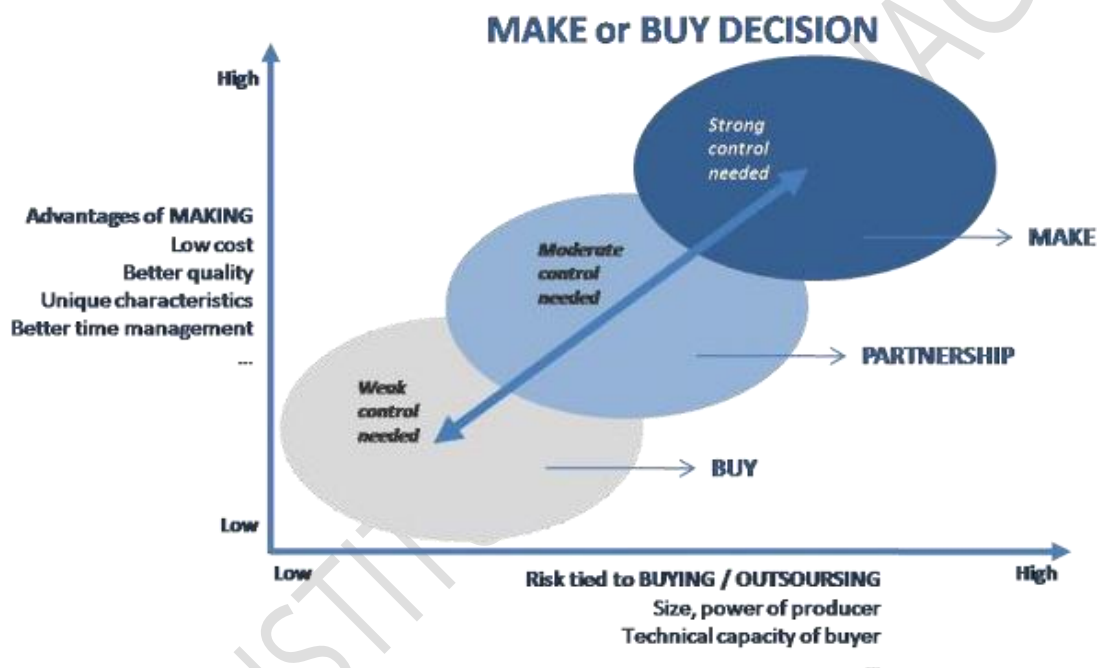 MAKE or BUY DECISION
High
Strong
control
needed
Advantages of MAKING
Low cost
Better quality
Unique characteristics
Better time management
...
Moderate
control
needed
MAKE
PARTNERSHIP
Weak
control
needed
BUY
Low
Low
Risk tied to BUYING / OUTSOURSING
High
Size, power of producer
Technical capacity of buyer